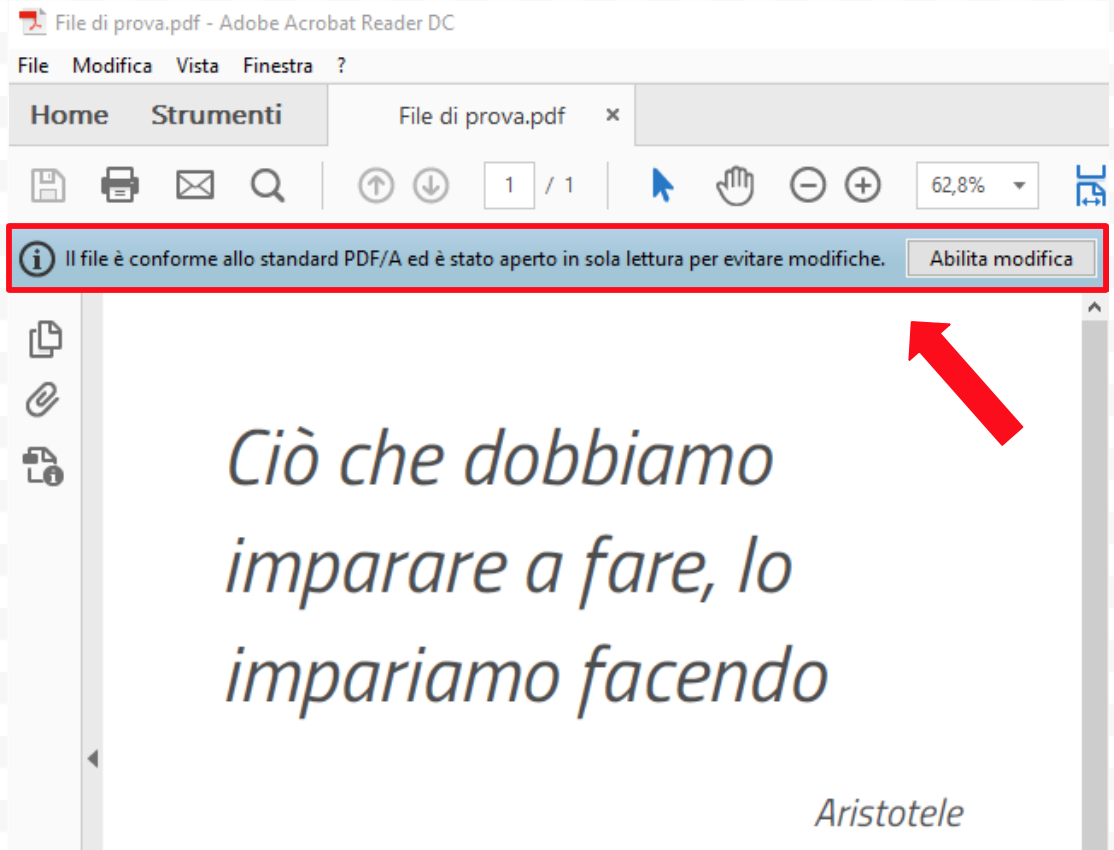 File di prova.pdf - Adobe Acrobat Reader DC
File Modifica Vista Finestra ?
Home Strumenti File di prova.pdf ×
1 / 1 62,8%
Il file è conforme allo standard PDF/A ed è stato aperto in sola lettura per evitare modifiche. Abilita modifica
Ciò che dobbiamo
imparare a fare, lo
impariamo facendo
Aristotele